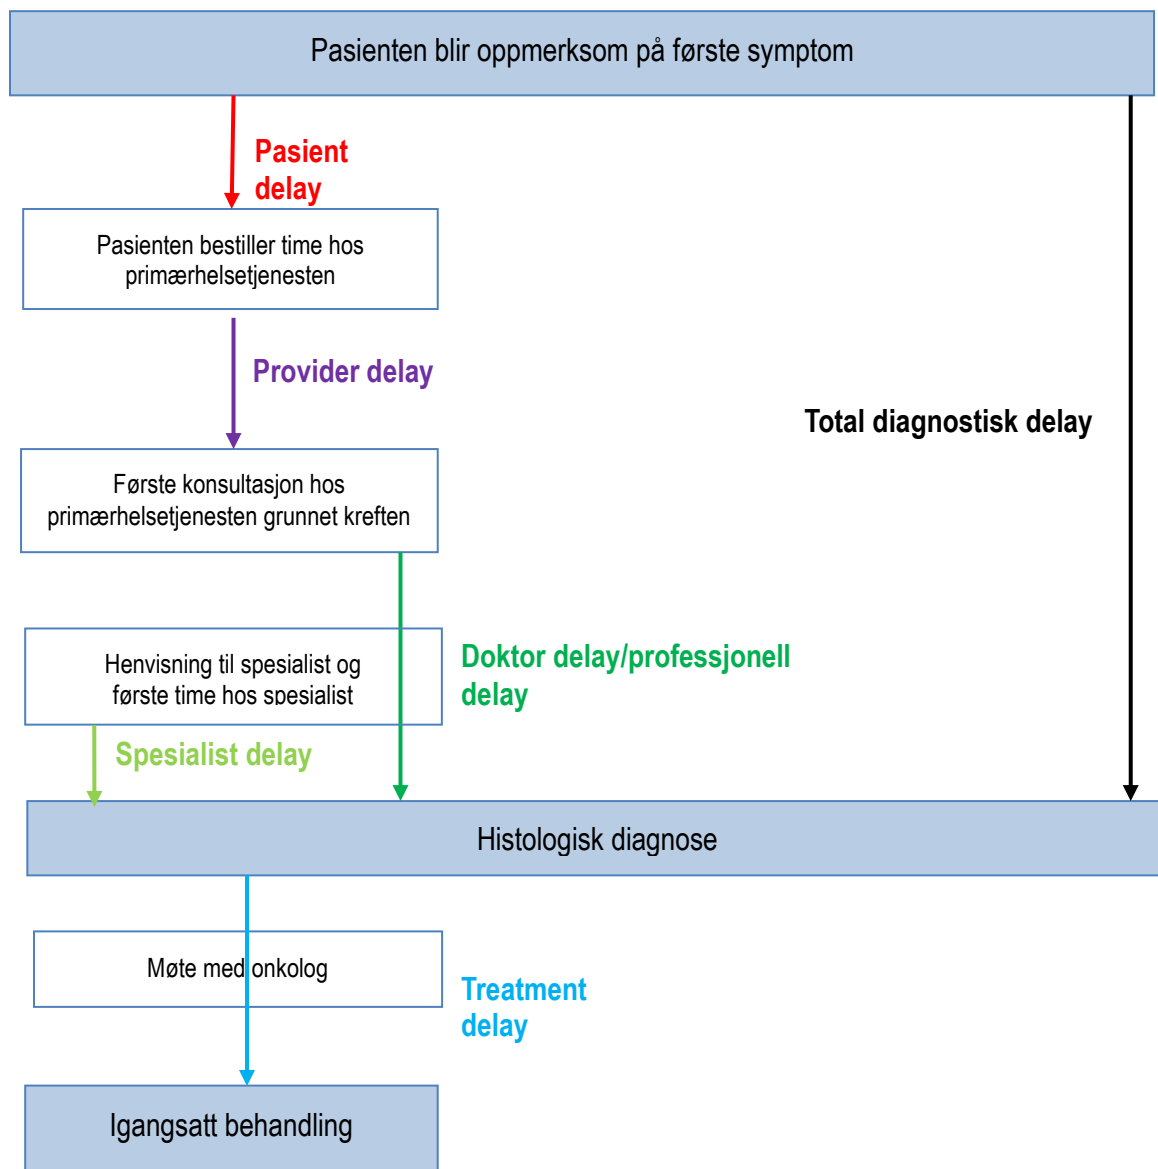 Pasienten blir oppmerksom på første symptom
Pasient
delay
Pasienten bestiller time hos
primærhelsetjenesten
Provider delay
Total diagnostisk delay
Første konsultasjon hos
primærhelsetjenesten grunnet kreften
Henvisning til spesialist og
første time hos spesialist
Doktor delay/professjonell
delay
Spesialist delay
Histologisk diagnose
Møte med onkolog
Treatment
delay
Igangsatt behandling